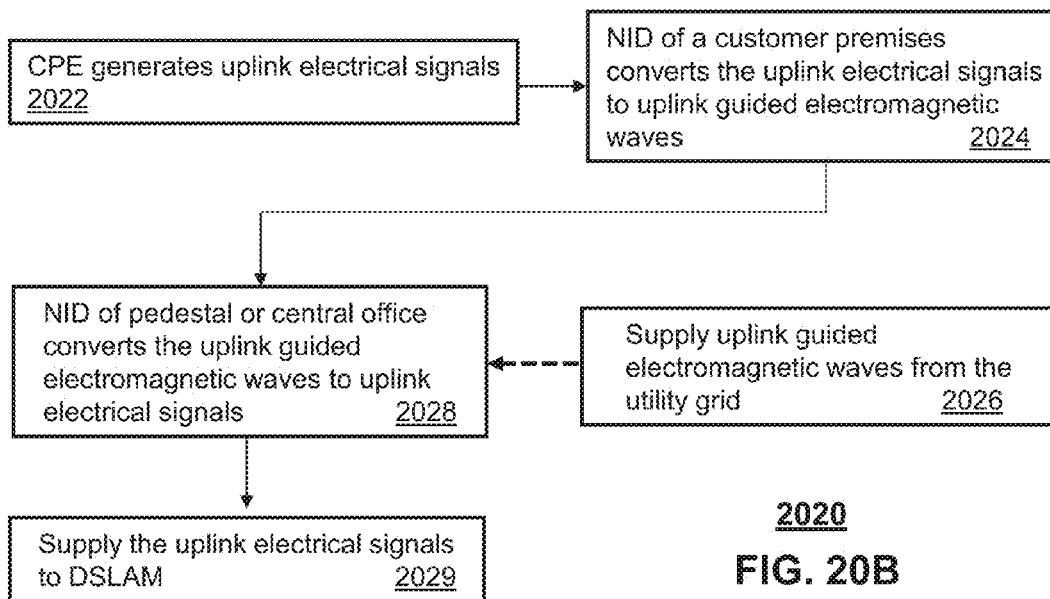 CPE generates uplink electrical signals
2022
NID of a customer premises
converts the uplink electrical signals
to uplink guided electromagnetic
waves 2024
NID of pedestal or central office
converts the uplink guided
electromagnetic waves to uplink
electrical signals 2028
Supply uplink guided
electromagnetic waves from the
utility grid 2026
Supply the uplink electrical signals
to DSLAM 2029
2020
FIG. 20B